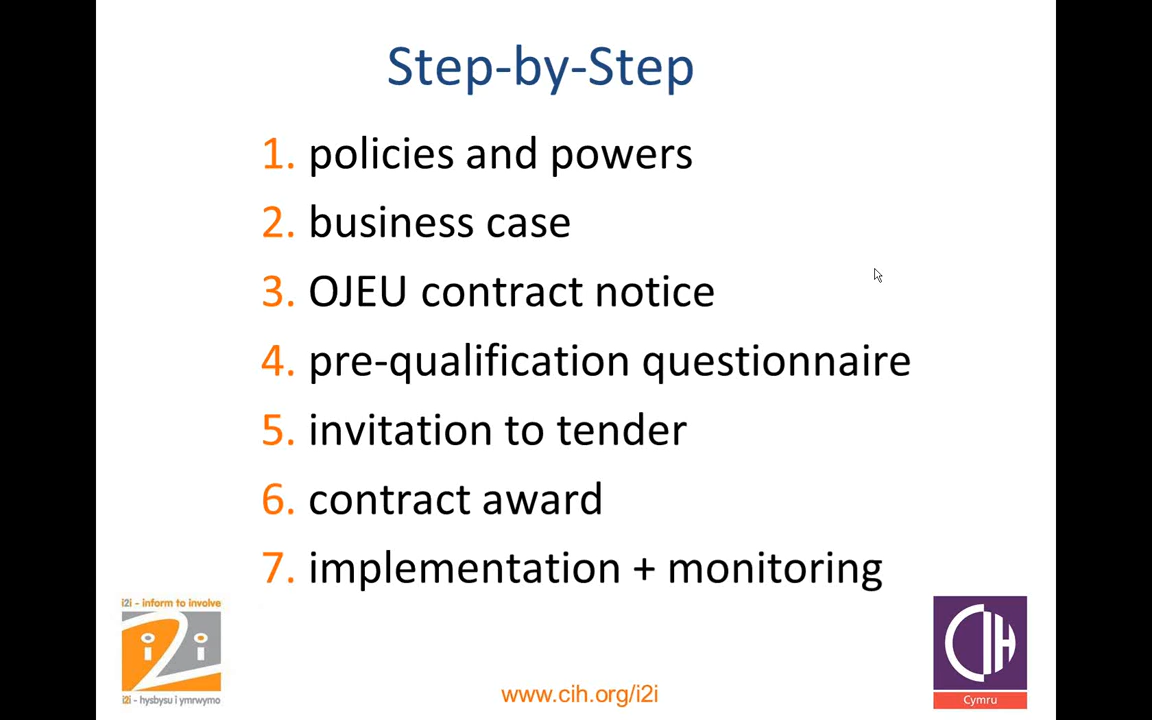 Step-by-Step
1. policies and powers
2. business case
3. OJEU contract notice
4. pre-qualification questionnaire
5. invitation to tender
6. contract award
7. implementation + monitoring
i2i - inform to involve
i2i
i2i - hysbysu i ymrwymo
www.cih.org/i2i
CIH
Cymru